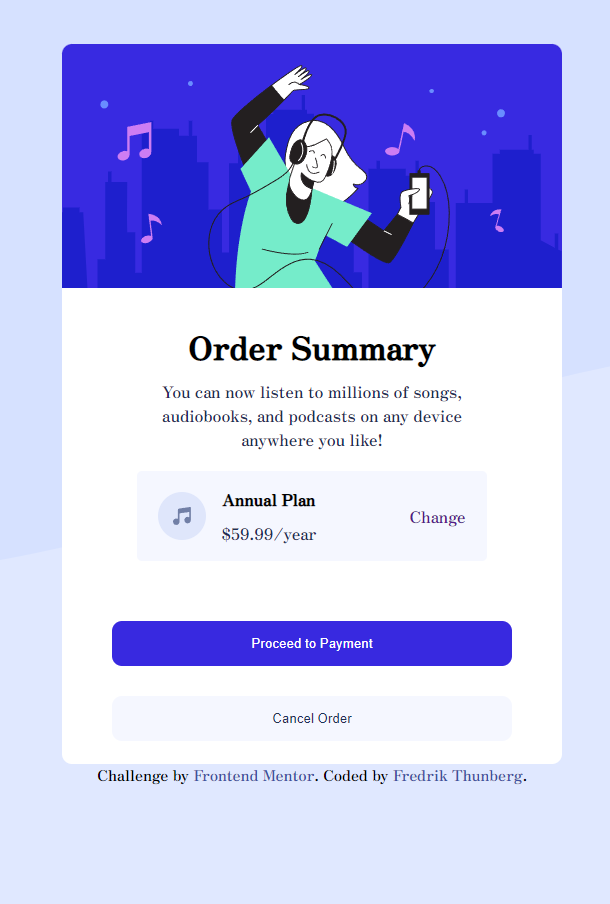 Order Summary
You can now listen to millions of songs,
audiobooks, and podcasts on any device
anywhere you like!
Annual Plan
$59.99/year
Change
Proceed to Payment
Cancel Order
Challenge by Frontend Mentor. Coded by Fredrik Thunberg.